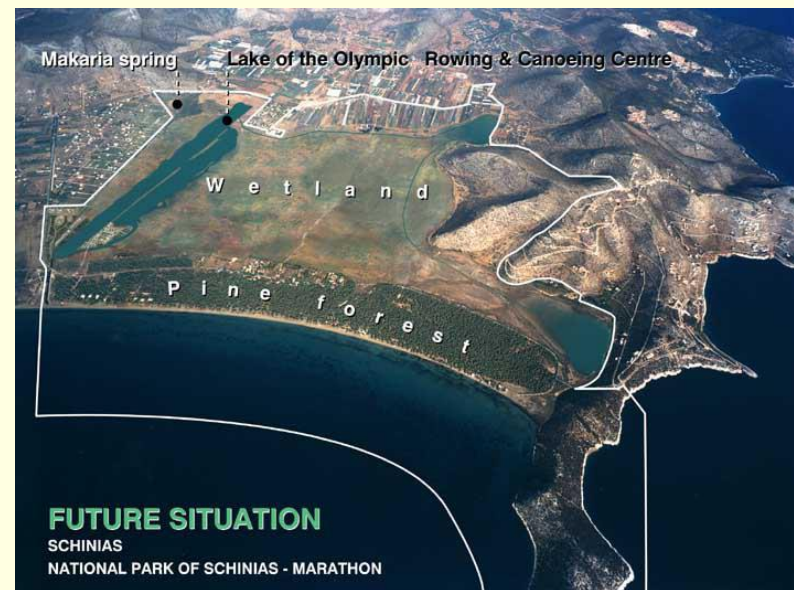 Makaria spring
Lake of the Olympic Rowing & Canoeing Centre
Wetland
Pine forest
FUTURE SITUATION
SCHINIAS
NATIONAL PARK OF SCHINIAS - MARATHON